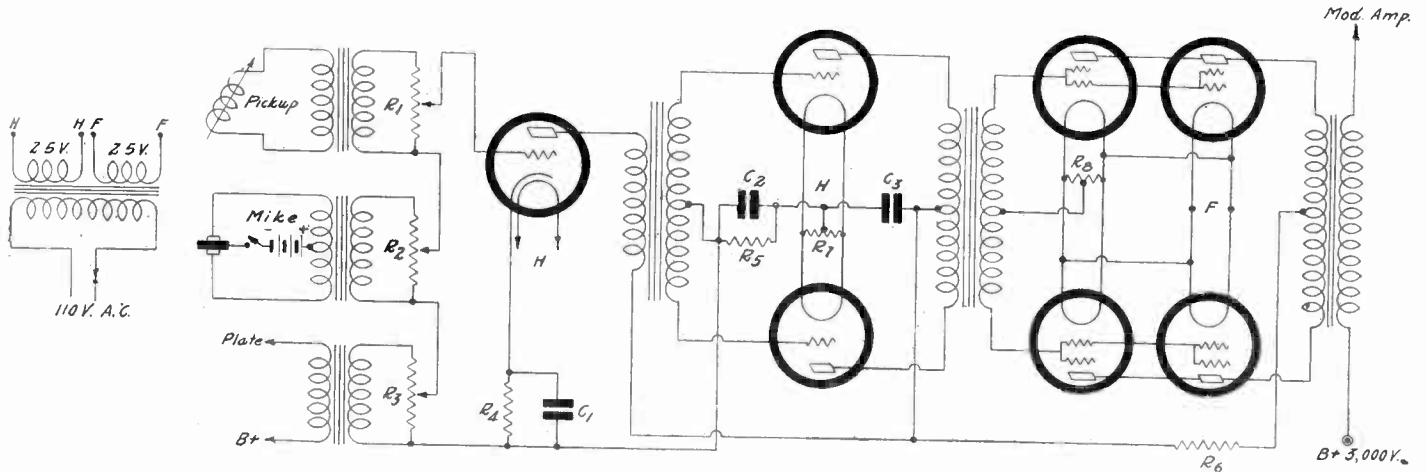 Mod. Amp.
Pickup
R1
H
H
F
F
2 5 V.
2 5 V.
C2
H
C3
R8
Mike
- +
R2
H
R5
R7
F
110 V. A.C.
Plate
R3
R4
C1
B+
R6
B+ 3,000 V.